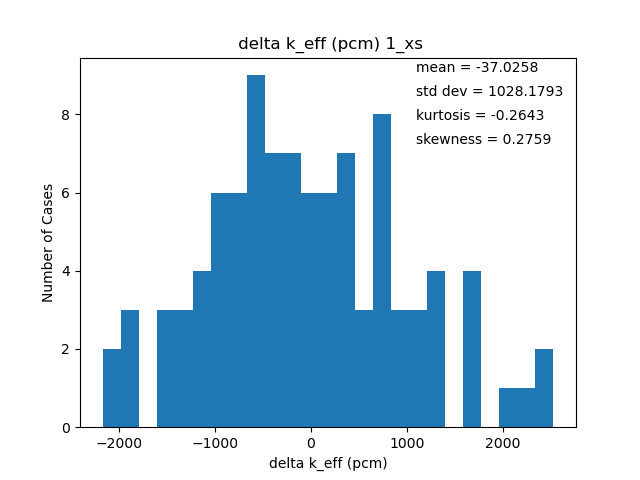 delta k_eff (pcm) 1_xs
mean = -37.0258
std dev = 1028.1793
kurtosis = -0.2643
skewness = 0.2759
Number of Cases
8
6
4
2
0
−2000 −1000 0 1000 2000
delta k_eff (pcm)